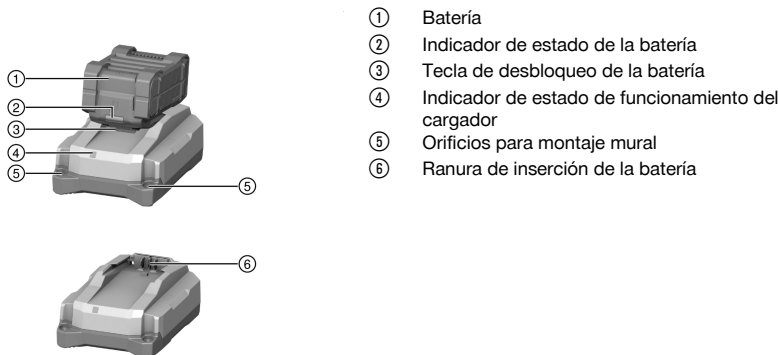 ①
②
③
④
⑤
⑤
⑥
① Batería
② Indicador de estado de la batería
③ Tecla de desbloqueo de la batería
④ Indicador de estado de funcionamiento del
cargador
⑤ Orificios para montaje mural
⑥ Ranura de inserción de la batería